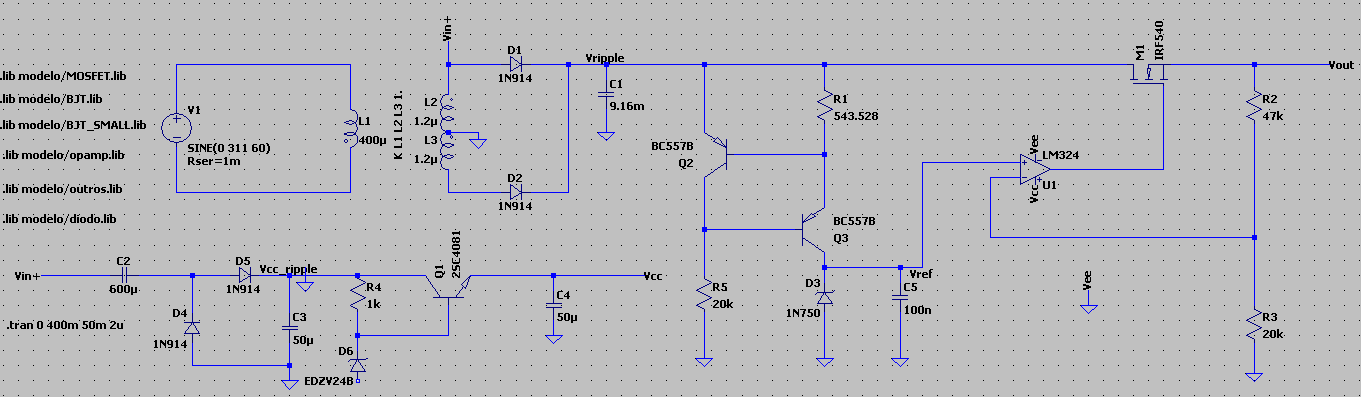 .lib modelo/MOSFET.lib
.lib modelo/BJT.lib
.lib modelo/BJT_SMALL.lib
.lib modelo/opamp.lib
.lib modelo/outros.lib
.lib modelo/diodo.lib
V1
SINE(0 311 60)
Rser=1m
L1
400µ
K L1 L2 L3 1.
Vin+
L2
1.2µ
L3
1.2µ
D1
1N914
D2
1N914
Vripple
C1
9.16m
BC557B
Q2
R1
543.528
BC557B
Q3
R5
20k
D3
1N750
Vref
C5
100n
M1
IRF540
Vee
LM324
U1
Vcc
Vout
R2
47k
R3
20k
Vee
Vin+
C2
600µ
D4
1N914
D5
1N914
Vcc_ripple
C3
50µ
R4
1k
D6
EDZV24B
Q1
2SC4081
C4
50µ
Vcc
.tran 0 400m 50m 2u